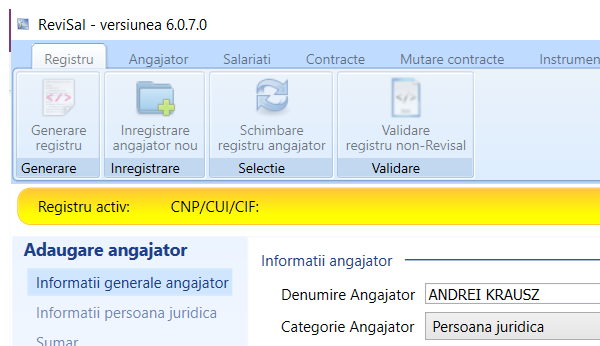 ReviSal - versiunea 6.0.7.0
Registru Angajator Salariati Contracte Mutare contracte Instrumen
Generare registru
Inregistrare angajator nou
Schimbare registru angajator
Validare registru non-Revisal
Generare Inregistrare Selectie Validare
Registru activ: CNP/CUI/CIF:
Adaugare angajator
Informatii generale angajator
Informatii persoana juridica
Sumar
Informatii angajator
Denumire Angajator ANDREI KRAUSZ
Categorie Angajator Persoana juridica